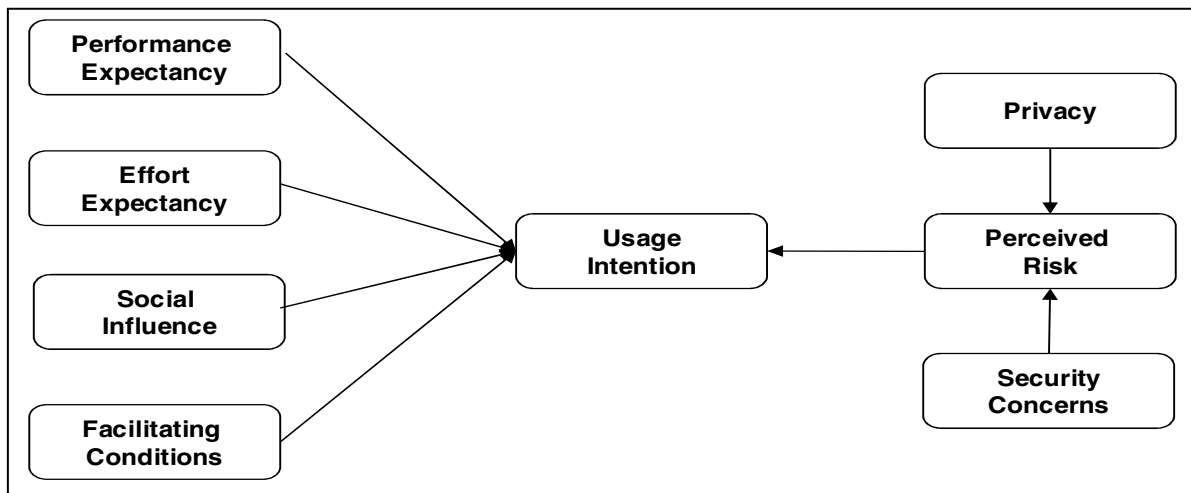 Performance
Expectancy
Effort
Expectancy
Social
Influence
Facilitating
Conditions
Usage
Intention
Privacy
Perceived
Risk
Security
Concerns